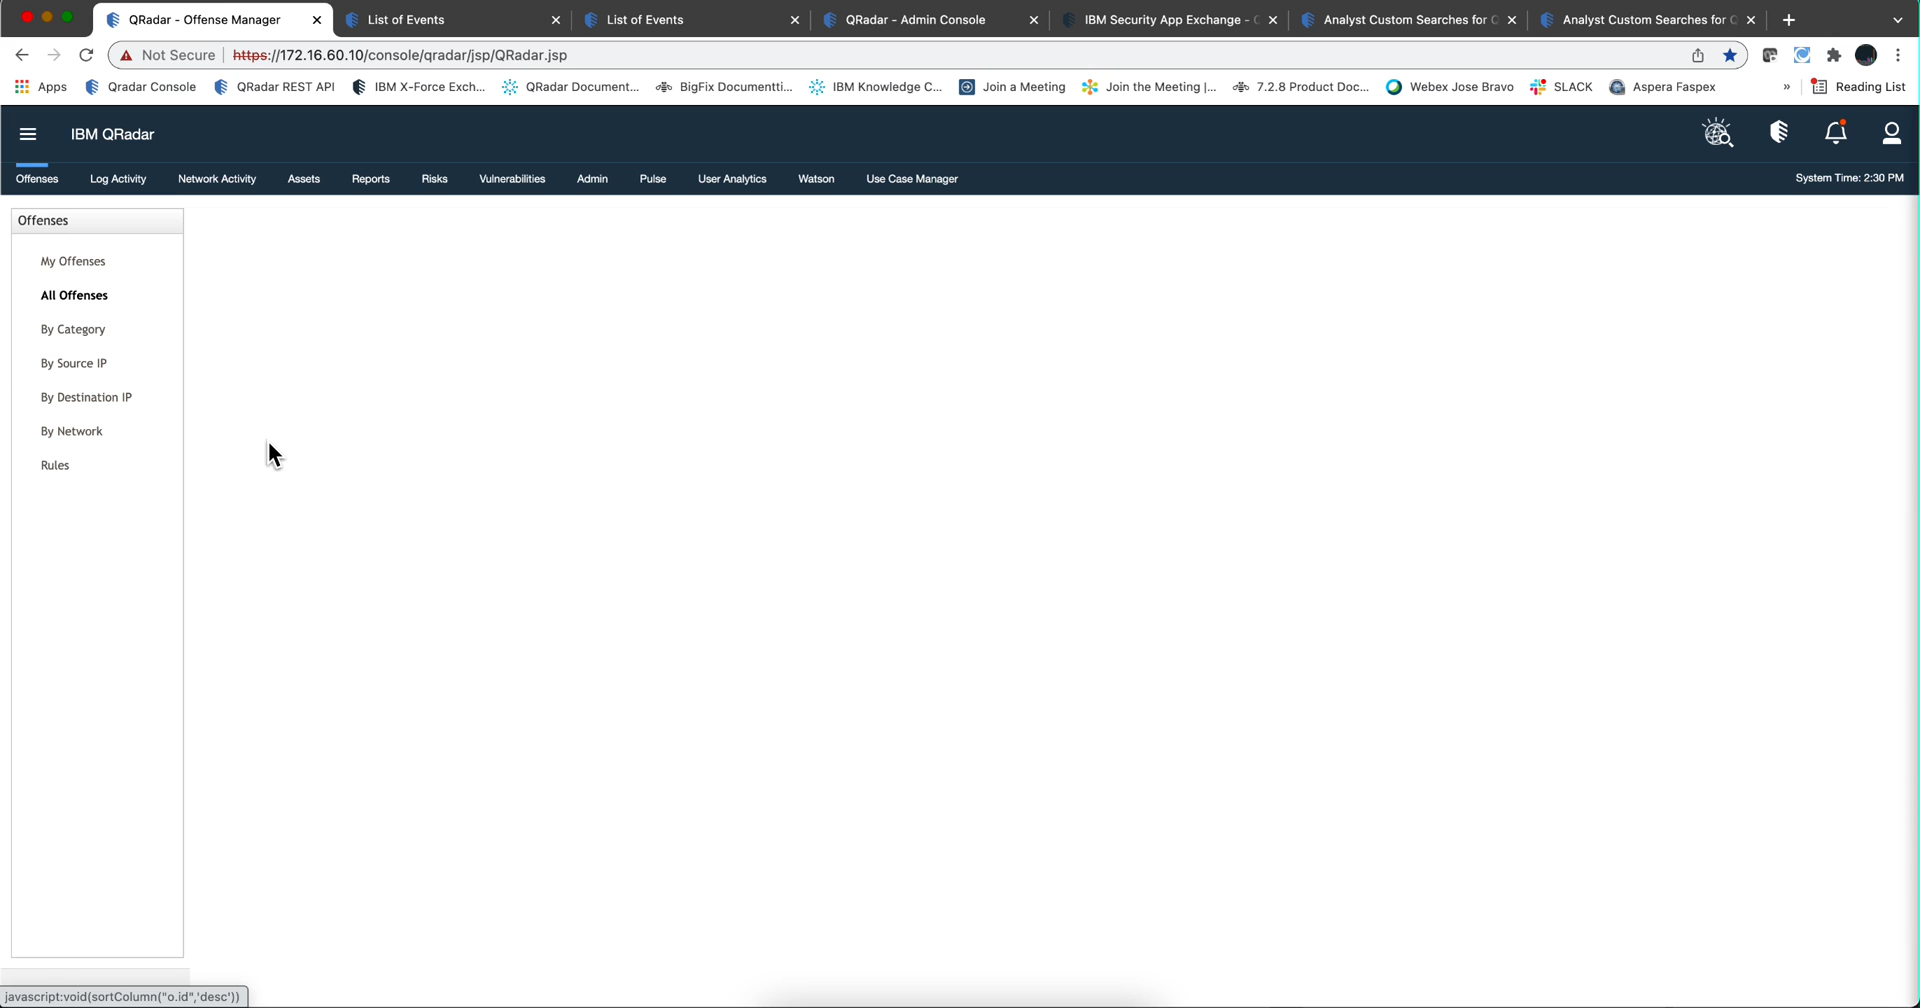 QRadar - Offense Manager
List of Events
List of Events
QRadar - Admin Console
IBM Security App Exchange -
Analyst Custom Searches for
Analyst Custom Searches for
Not Secure
https://172.16.60.10/console/qradar/jsp/QRadar.jsp
Apps
Qradar Console
QRadar REST API
IBM X-Force Exch...
QRadar Document...
BigFix Documentti...
IBM Knowledge C...
Join a Meeting
Join the Meeting |...
7.2.8 Product Doc...
Webex Jose Bravo
SLACK
Aspera Faspex
»
Reading List
IBM QRadar
Offenses
Log Activity
Network Activity
Assets
Reports
Risks
Vulnerabilities
Admin
Pulse
User Analytics
Watson
Use Case Manager
System Time: 2:30 PM
Offenses
My Offenses
All Offenses
By Category
By Source IP
By Destination IP
By Network
Rules
javascript:void(sortColumn("o.id",'desc'))